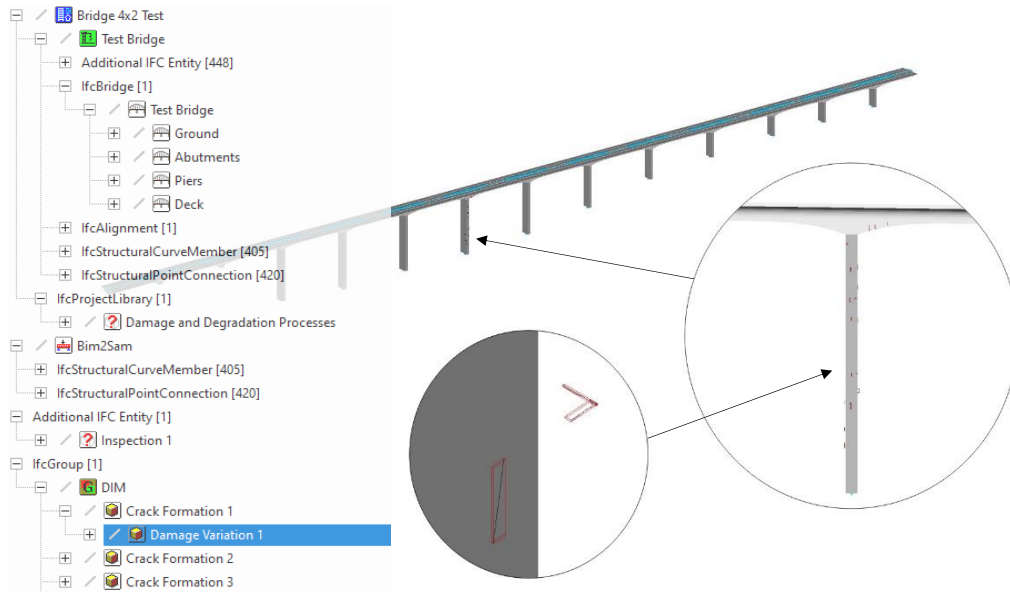 Bridge 4x2 Test
Test Bridge
Additional IFC Entity [448]
IfcBridge [1]
Test Bridge
Ground
Abutments
Piers
Deck
IfcAlignment [1]
IfcStructuralCurveMember [405]
IfcStructuralPointConnection [420]
IfcProjectLibrary [1]
Damage and Degradation Processes
Bim2Sam
IfcStructuralCurveMember [405]
IfcStructuralPointConnection [420]
Additional IFC Entity [1]
Inspection 1
IfcGroup [1]
DIM
Crack Formation 1
Damage Variation 1
Crack Formation 2
Crack Formation 3